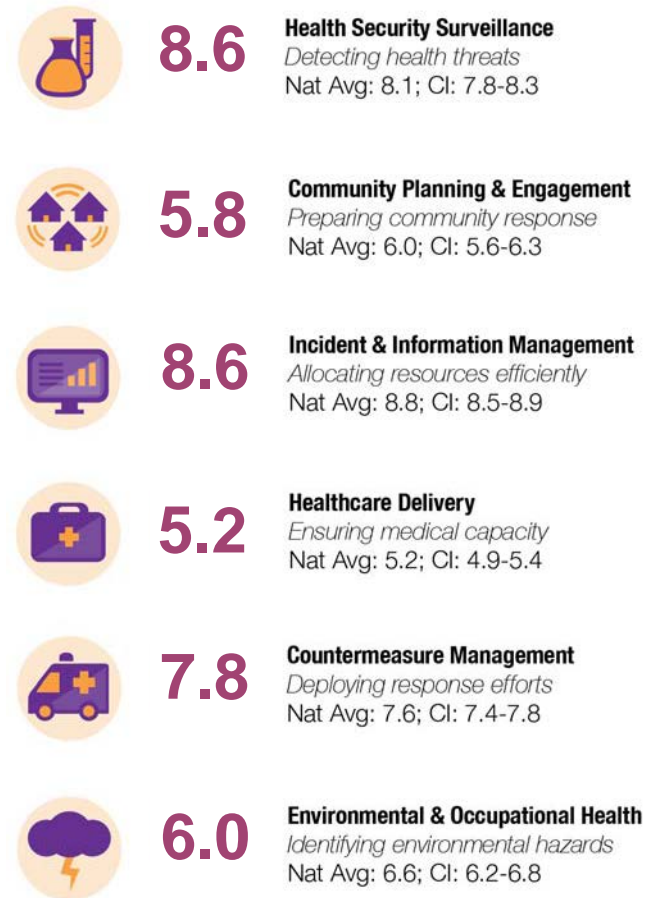 8.6
Health Security Surveillance
Detecting health threats
Nat Avg: 8.1; CI: 7.8-8.3
5.8
Community Planning & Engagement
Preparing community response
Nat Avg: 6.0; CI: 5.6-6.3
8.6
Incident & Information Management
Allocating resources efficiently
Nat Avg: 8.8; CI: 8.5-8.9
5.2
Healthcare Delivery
Ensuring medical capacity
Nat Avg: 5.2; CI: 4.9-5.4
7.8
Countermeasure Management
Deploying response efforts
Nat Avg: 7.6; CI: 7.4-7.8
6.0
Environmental & Occupational Health
Identifying environmental hazards
Nat Avg: 6.6; CI: 6.2-6.8